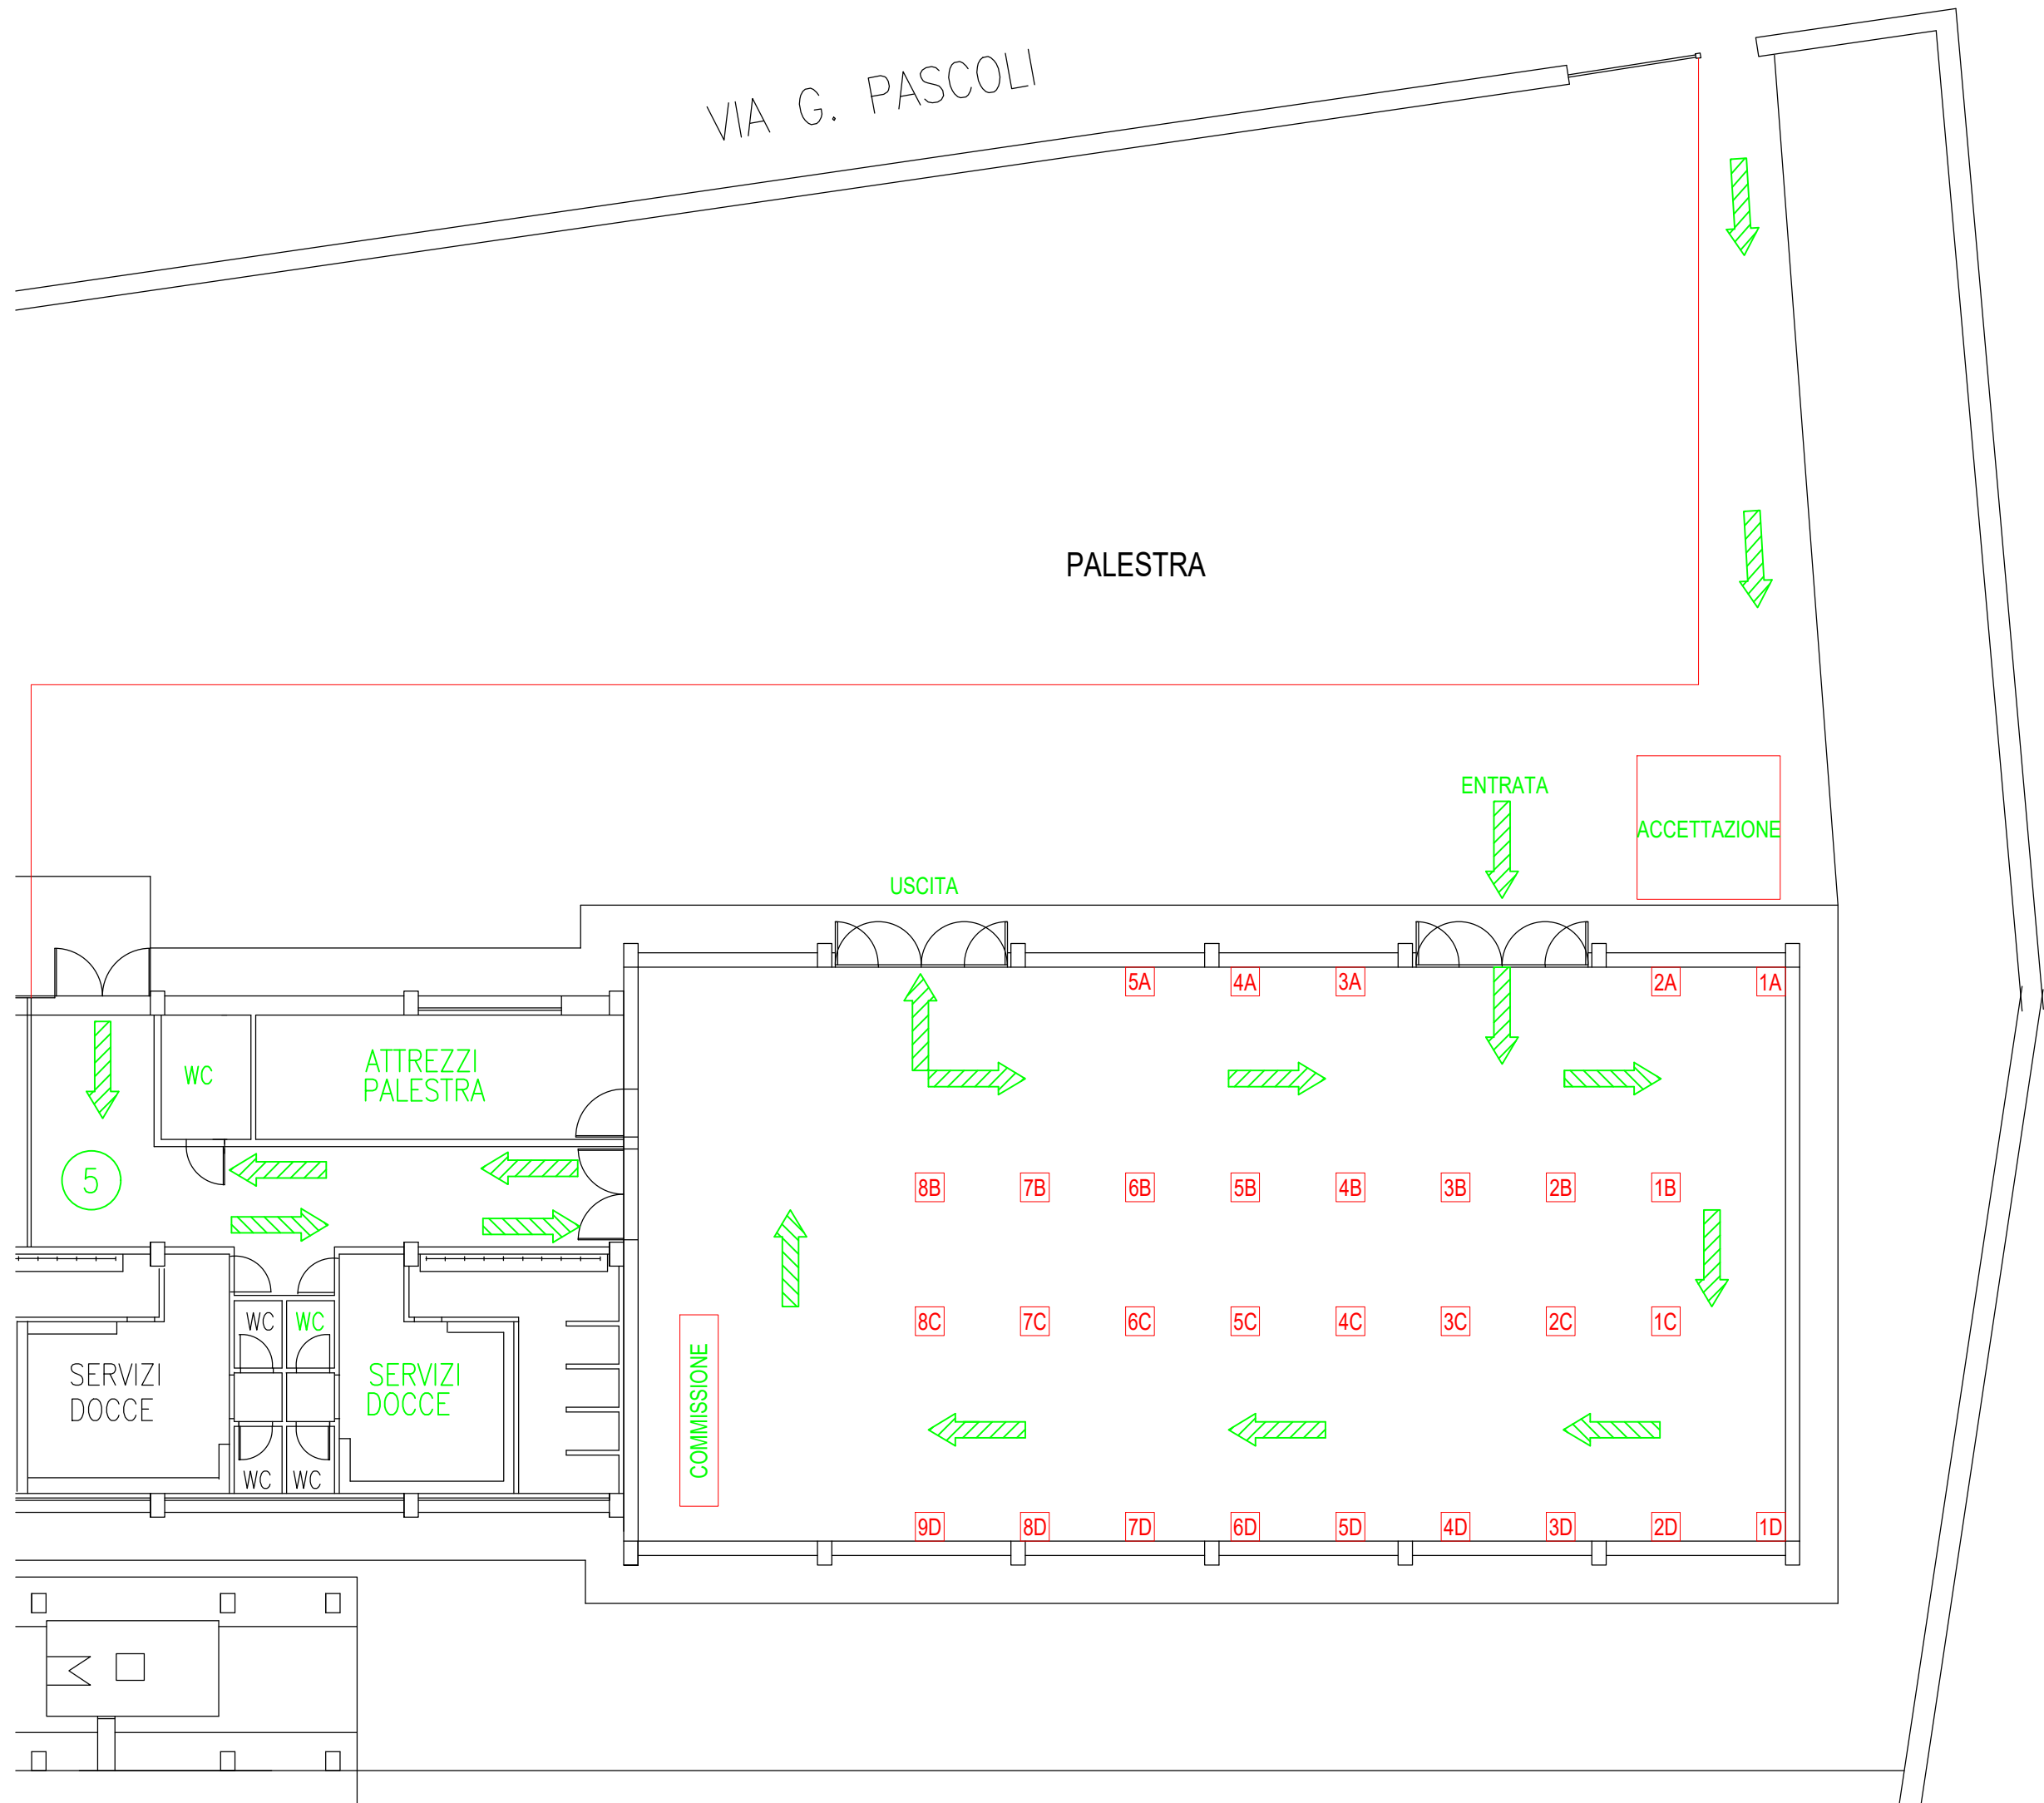 VIA G. PASCOLI
PALESTRA
ENTRATA
ACCETTAZIONE
USCITA
5A 4A 3A 2A 1A
WC
ATTREZZI
PALESTRA
5
8B 7B 6B 5B 4B 3B 2B 1B
WC WC
8C 7C 6C 5C 4C 3C 2C 1C
SERVIZI
DOCCE
SERVIZI
DOCCE
COMMISSIONE
WC WC
9D 8D 7D 6D 5D 4D 3D 2D 1D